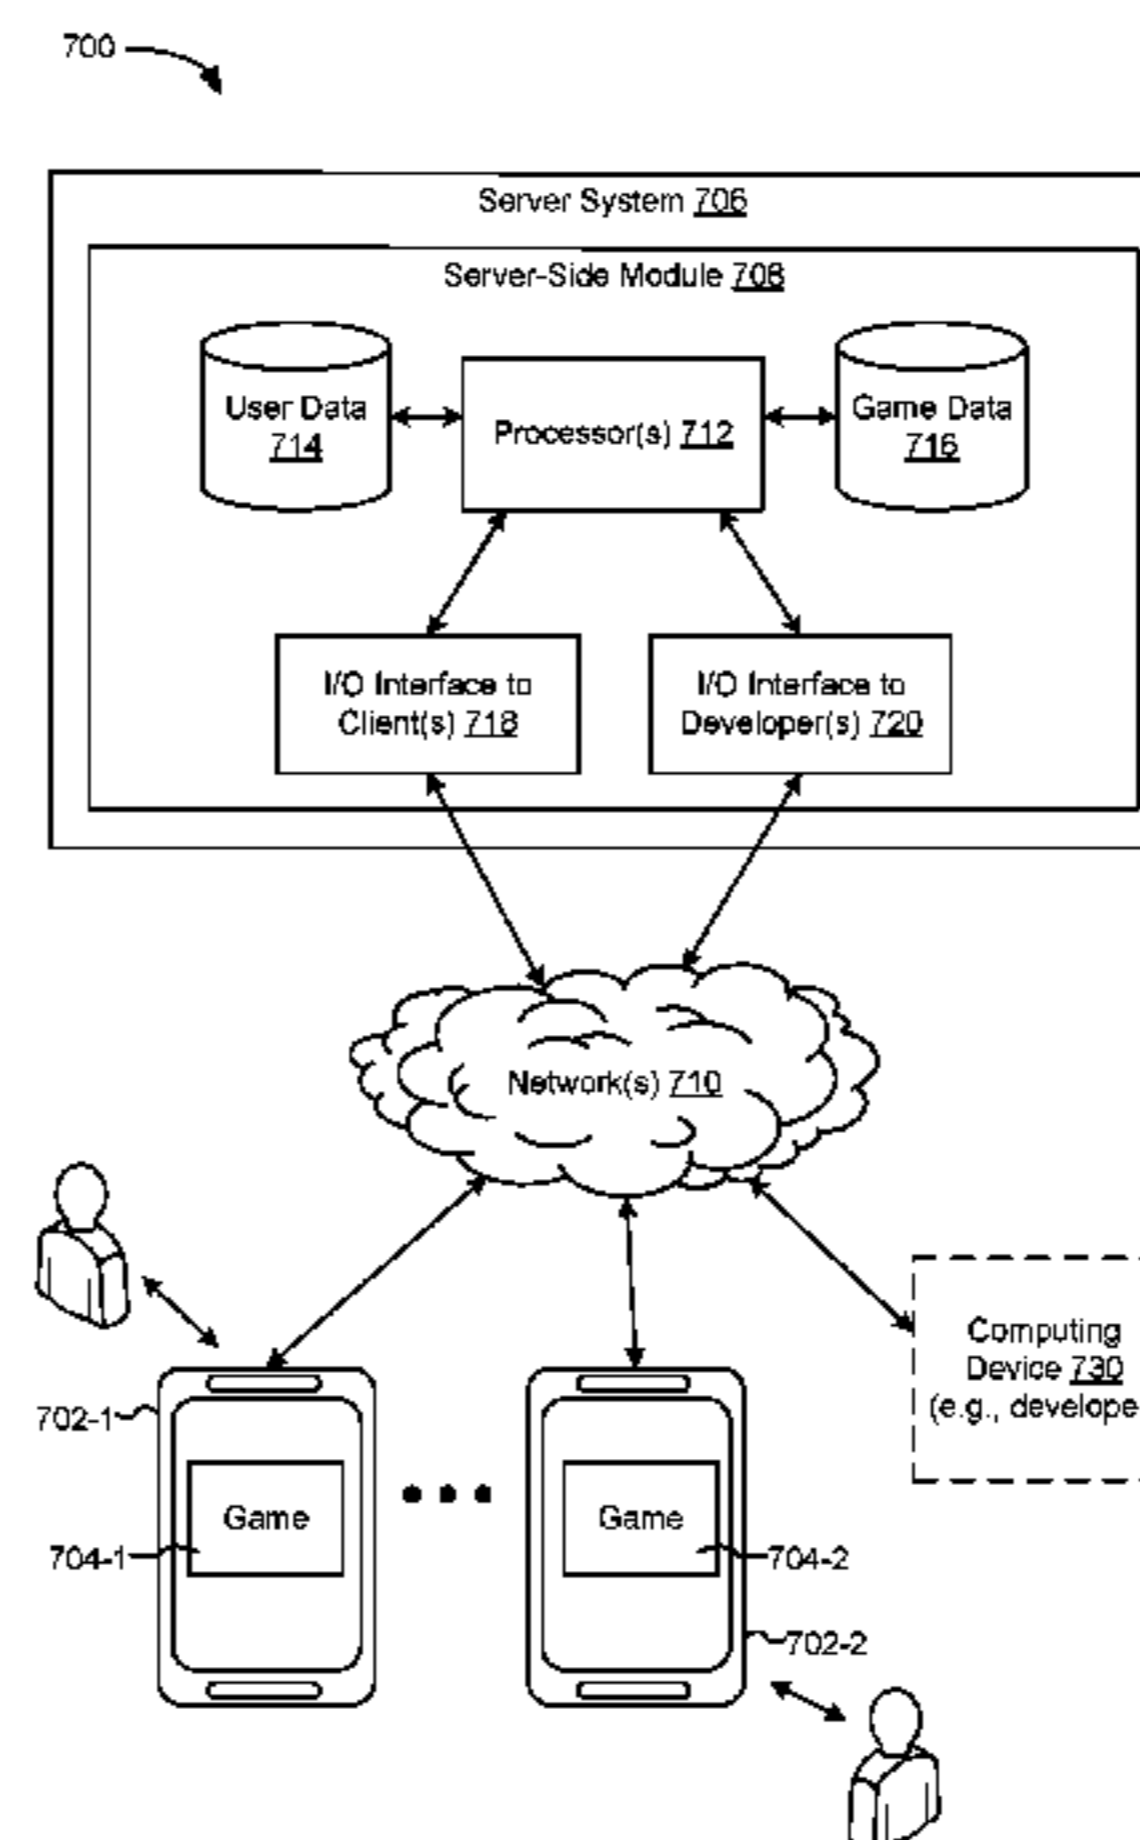 700
Server System 706
Server-Side Module 708
User Data
714
Processor(s) 712
Game Data
716
I/O Interface to
Client(s) 718
I/O Interface to
Developer(s) 720
Network(s) 710
Computing
Device 730
(e.g., develope
702-1
Game
704-1
Game
704-2
702-2